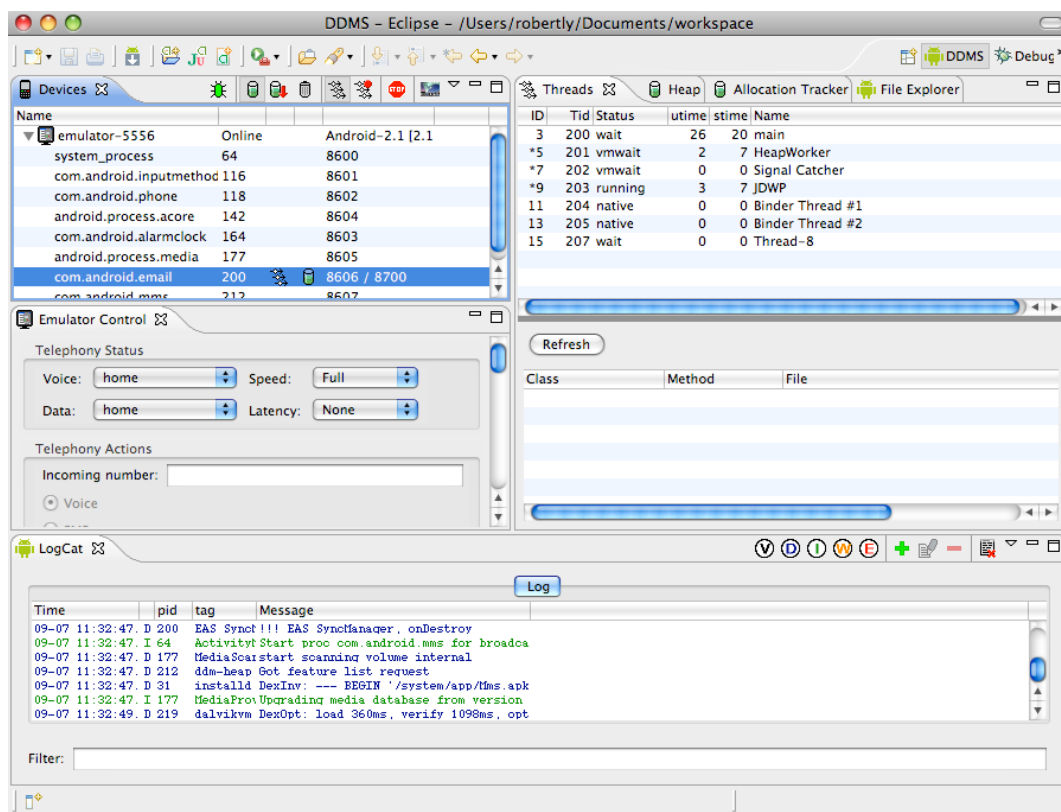 DDMS – Eclipse – /Users/robertly/Documents/workspace
DDMS Debug
Devices
Name
emulator-5556 Online Android-2.1 [2.1
system_process 64 8600
com.android.inputmethod 116 8601
com.android.phone 118 8602
android.process.acore 142 8604
com.android.alarmclock 164 8603
android.process.media 177 8605
com.android.email 200 8606 / 8700
com.android.mms 212 8607
Threads Heap Allocation Tracker File Explorer
ID Tid Status utime stime Name
3 200 wait 26 20 main
*5 201 vmwait 2 7 HeapWorker
*7 202 vmwait 0 0 Signal Catcher
*9 203 running 3 7 JDWP
11 204 native 0 0 Binder Thread #1
13 205 native 0 0 Binder Thread #2
15 207 wait 0 0 Thread-8
Refresh
Class Method File
Emulator Control
Telephony Status
Voice: home Speed: Full
Data: home Latency: None
Telephony Actions
Incoming number:
Voice
LogCat
V D I W E
Log
Time pid tag Message
09-07 11:32:47. D 200 EAS Syncl !!! EAS SyncManager, onDestroy
09-07 11:32:47. I 64 Activityl Start proc com.android.mms for broadca
09-07 11:32:47. D 177 MediaScar start scanning volume internal
09-07 11:32:47. D 212 ddm-heap Got feature list request
09-07 11:32:47. D 31 installd DexInv: --- BEGIN '/system/app/Mms.apk
09-07 11:32:47. I 177 MediaProv Upgrading media database from version
09-07 11:32:49. D 219 dalvikvm DexOpt: load 360ms, verify 1098ms, opt
Filter: